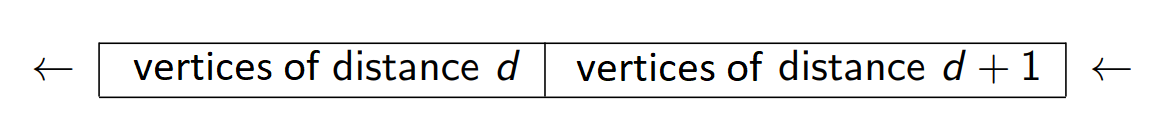 ← vertices of distance d vertices of distance d + 1 ←